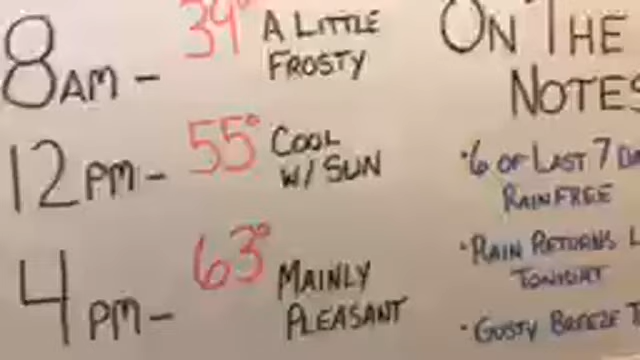 8AM - 39° A LITTLE
FROSTY
12PM - 55° COOL
W/ SUN
4PM - 63° MAINLY
PLEASANT
ON THE
NOTES
• 6 OF LAST 7
RAINFREE
• RAIN RETURNS
TONIGHT
• GUSTY BREEZE